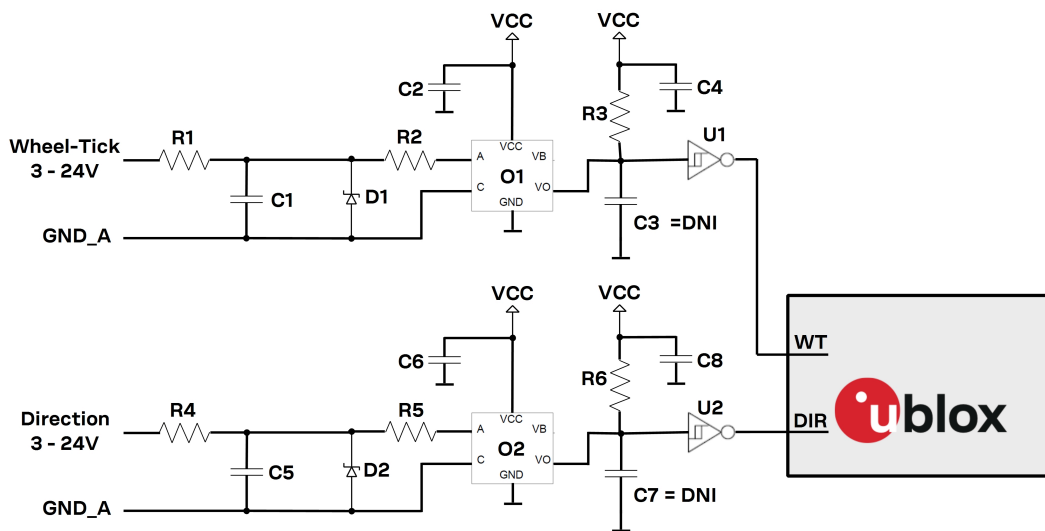 VCC
VCC
C2
C4
R3
Wheel-Tick
3 - 24V
R1
R2
U1
A
VCC
VB
O1
C
VO
GND
C1
D1
C3 =DNI
GND_A
VCC
VCC
C6
C8
R6
WT
Direction
3 - 24V
R4
R5
U2
A
VCC
VB
O2
C
VO
GND
DIR
ublox
C5
D2
C7 = DNI
GND_A